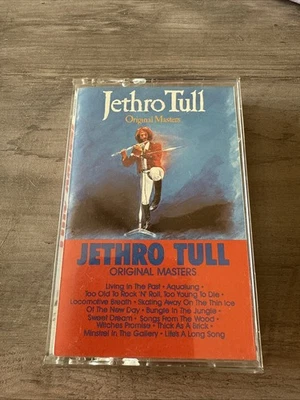 Jethro Tull
Original Masters
JETHRO TULL
ORIGINAL MASTERS
Living In The Past • Aqualung •
Too Old To Rock 'N' Roll, Too Young To Die •
Locomotive Breath • Skating Away On The Thin Ice
Of The New Day • Bungle In The Jungle •
Sweet Dream • Songs From The Wood •
Witches Promise • Thick As A Brick •
Minstrel In The Gallery • Life's A Long Song